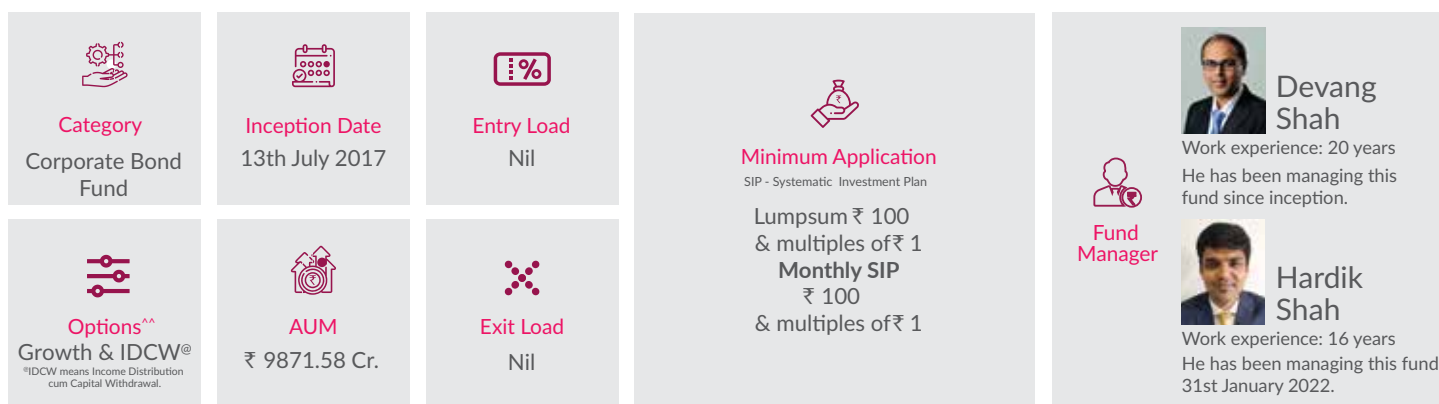 Category
Corporate Bond
Fund
Inception Date
13th July 2017
Entry Load
Nil
Options^^
Growth & IDCW@
@IDCW means Income Distribution
cum Capital Withdrawal.
AUM
₹ 9871.58 Cr.
Exit Load
Nil
Minimum Application
SIP - Systematic Investment Plan
Lumpsum ₹ 100
& multiples of ₹ 1
Monthly SIP
₹ 100
& multiples of ₹ 1
Fund
Manager
Devang
Shah
Work experience: 20 years
He has been managing this
fund since inception.
Hardik
Shah
Work experience: 16 years
He has been managing this fund
31st January 2022.